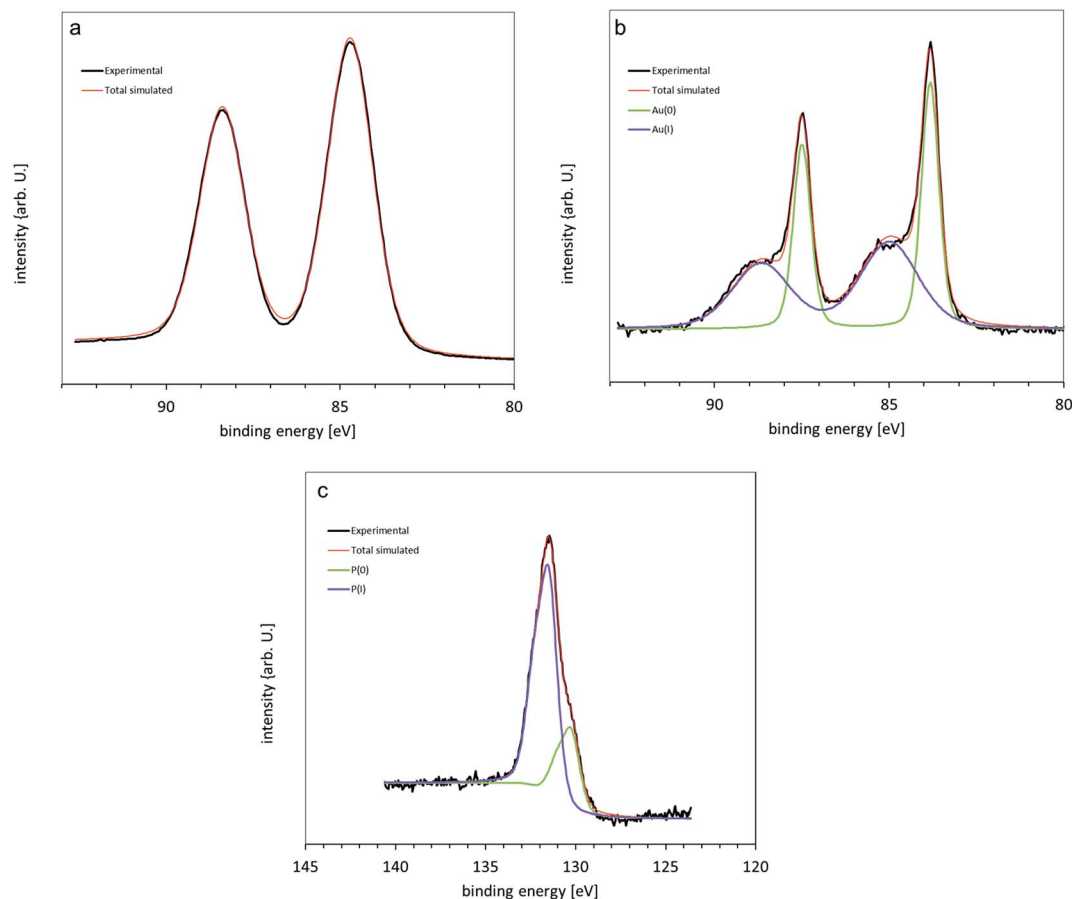 a
Experimental
Total simulated
intensity {arb. U.]
90
85
80
binding energy [eV]
b
Experimental
Total simulated
Au(0)
Au(I)
intensity [arb. U.]
90
85
80
binding energy [eV]
c
Experimental
Total simulated
P(0)
P(I)
intensity {arb. U.]
145
140
135
130
125
120
binding energy [eV]